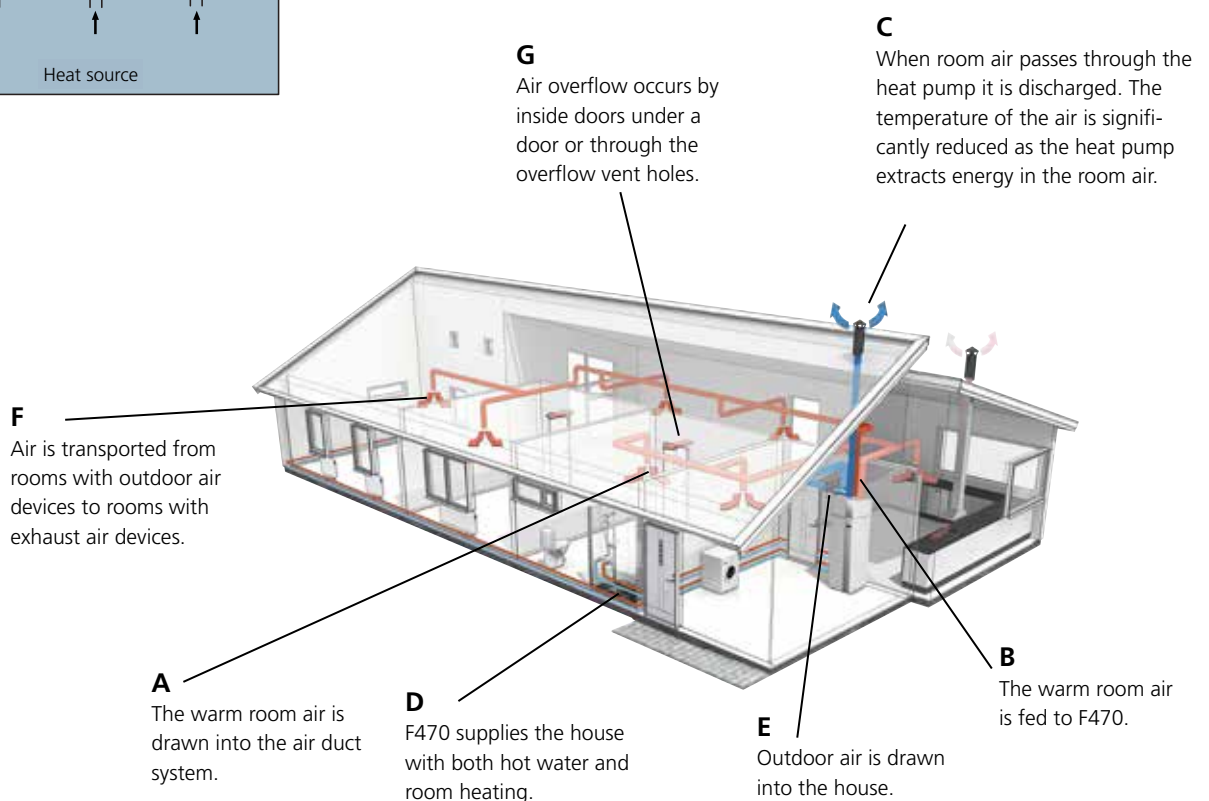 Heat source
G
Air overflow occurs by
inside doors under a
door or through the
overflow vent holes.
C
When room air passes through the
heat pump it is discharged. The
temperature of the air is signifi-
cantly reduced as the heat pump
extracts energy in the room air.
F
Air is transported from
rooms with outdoor air
devices to rooms with
exhaust air devices.
A
The warm room air is
drawn into the air duct
system.
D
F470 supplies the house
with both hot water and
room heating.
E
Outdoor air is drawn
into the house.
B
The warm room air
is fed to F470.